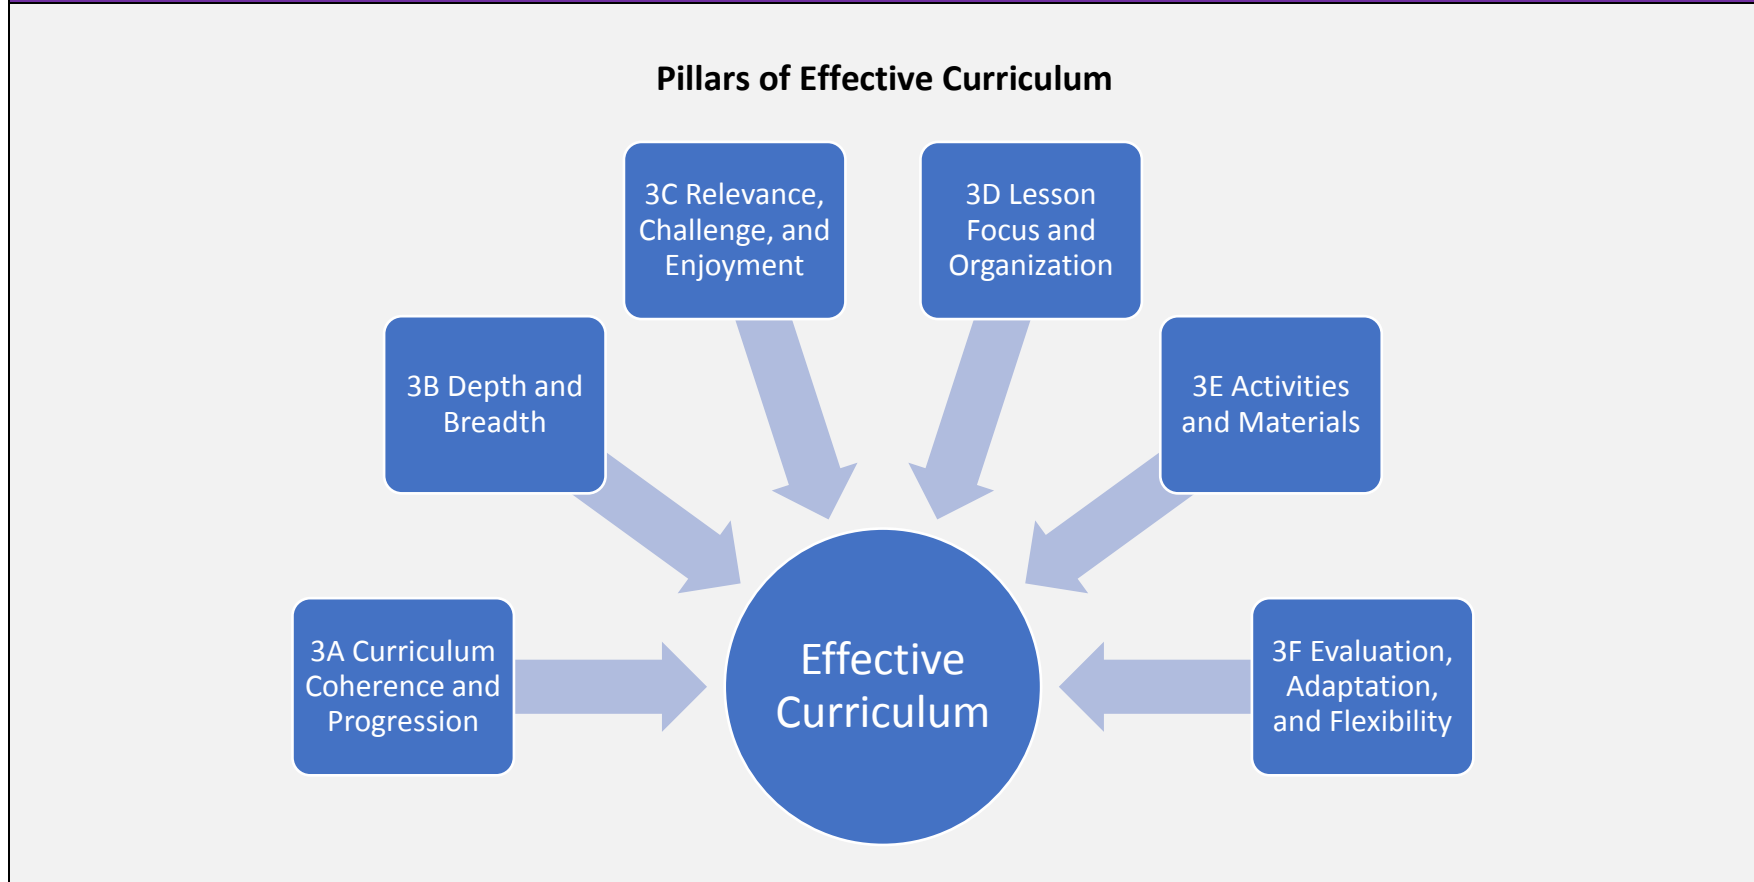 Pillars of Effective Curriculum
3A Curriculum
Coherence and
Progression
3B Depth and
Breadth
3C Relevance,
Challenge, and
Enjoyment
3D Lesson
Focus and
Organization
3E Activities
and Materials
3F Evaluation,
Adaptation,
and Flexibility
Effective
Curriculum